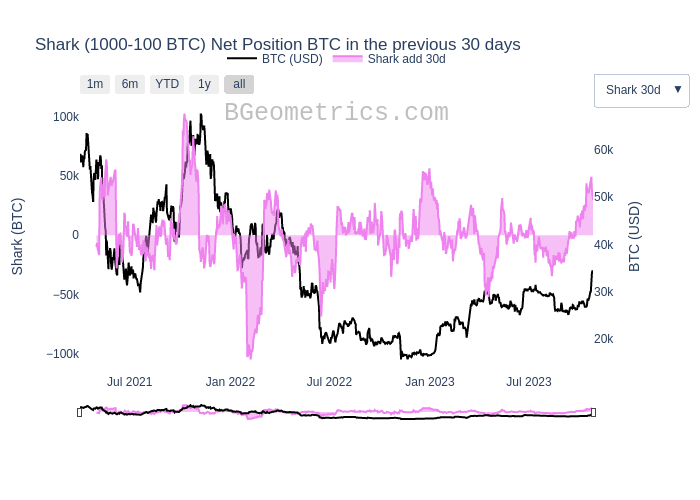 Shark (1000-100 BTC) Net Position BTC in the previous 30 days
BTC (USD) Shark add 30d
1m 6m YTD 1y all
Shark 30d ▼
BGeometrics.com
100k
50k
0
−50k
−100k
Shark (BTC)
60k
50k
40k
30k
20k
BTC (USD)
Jul 2021 Jan 2022 Jul 2022 Jan 2023 Jul 2023